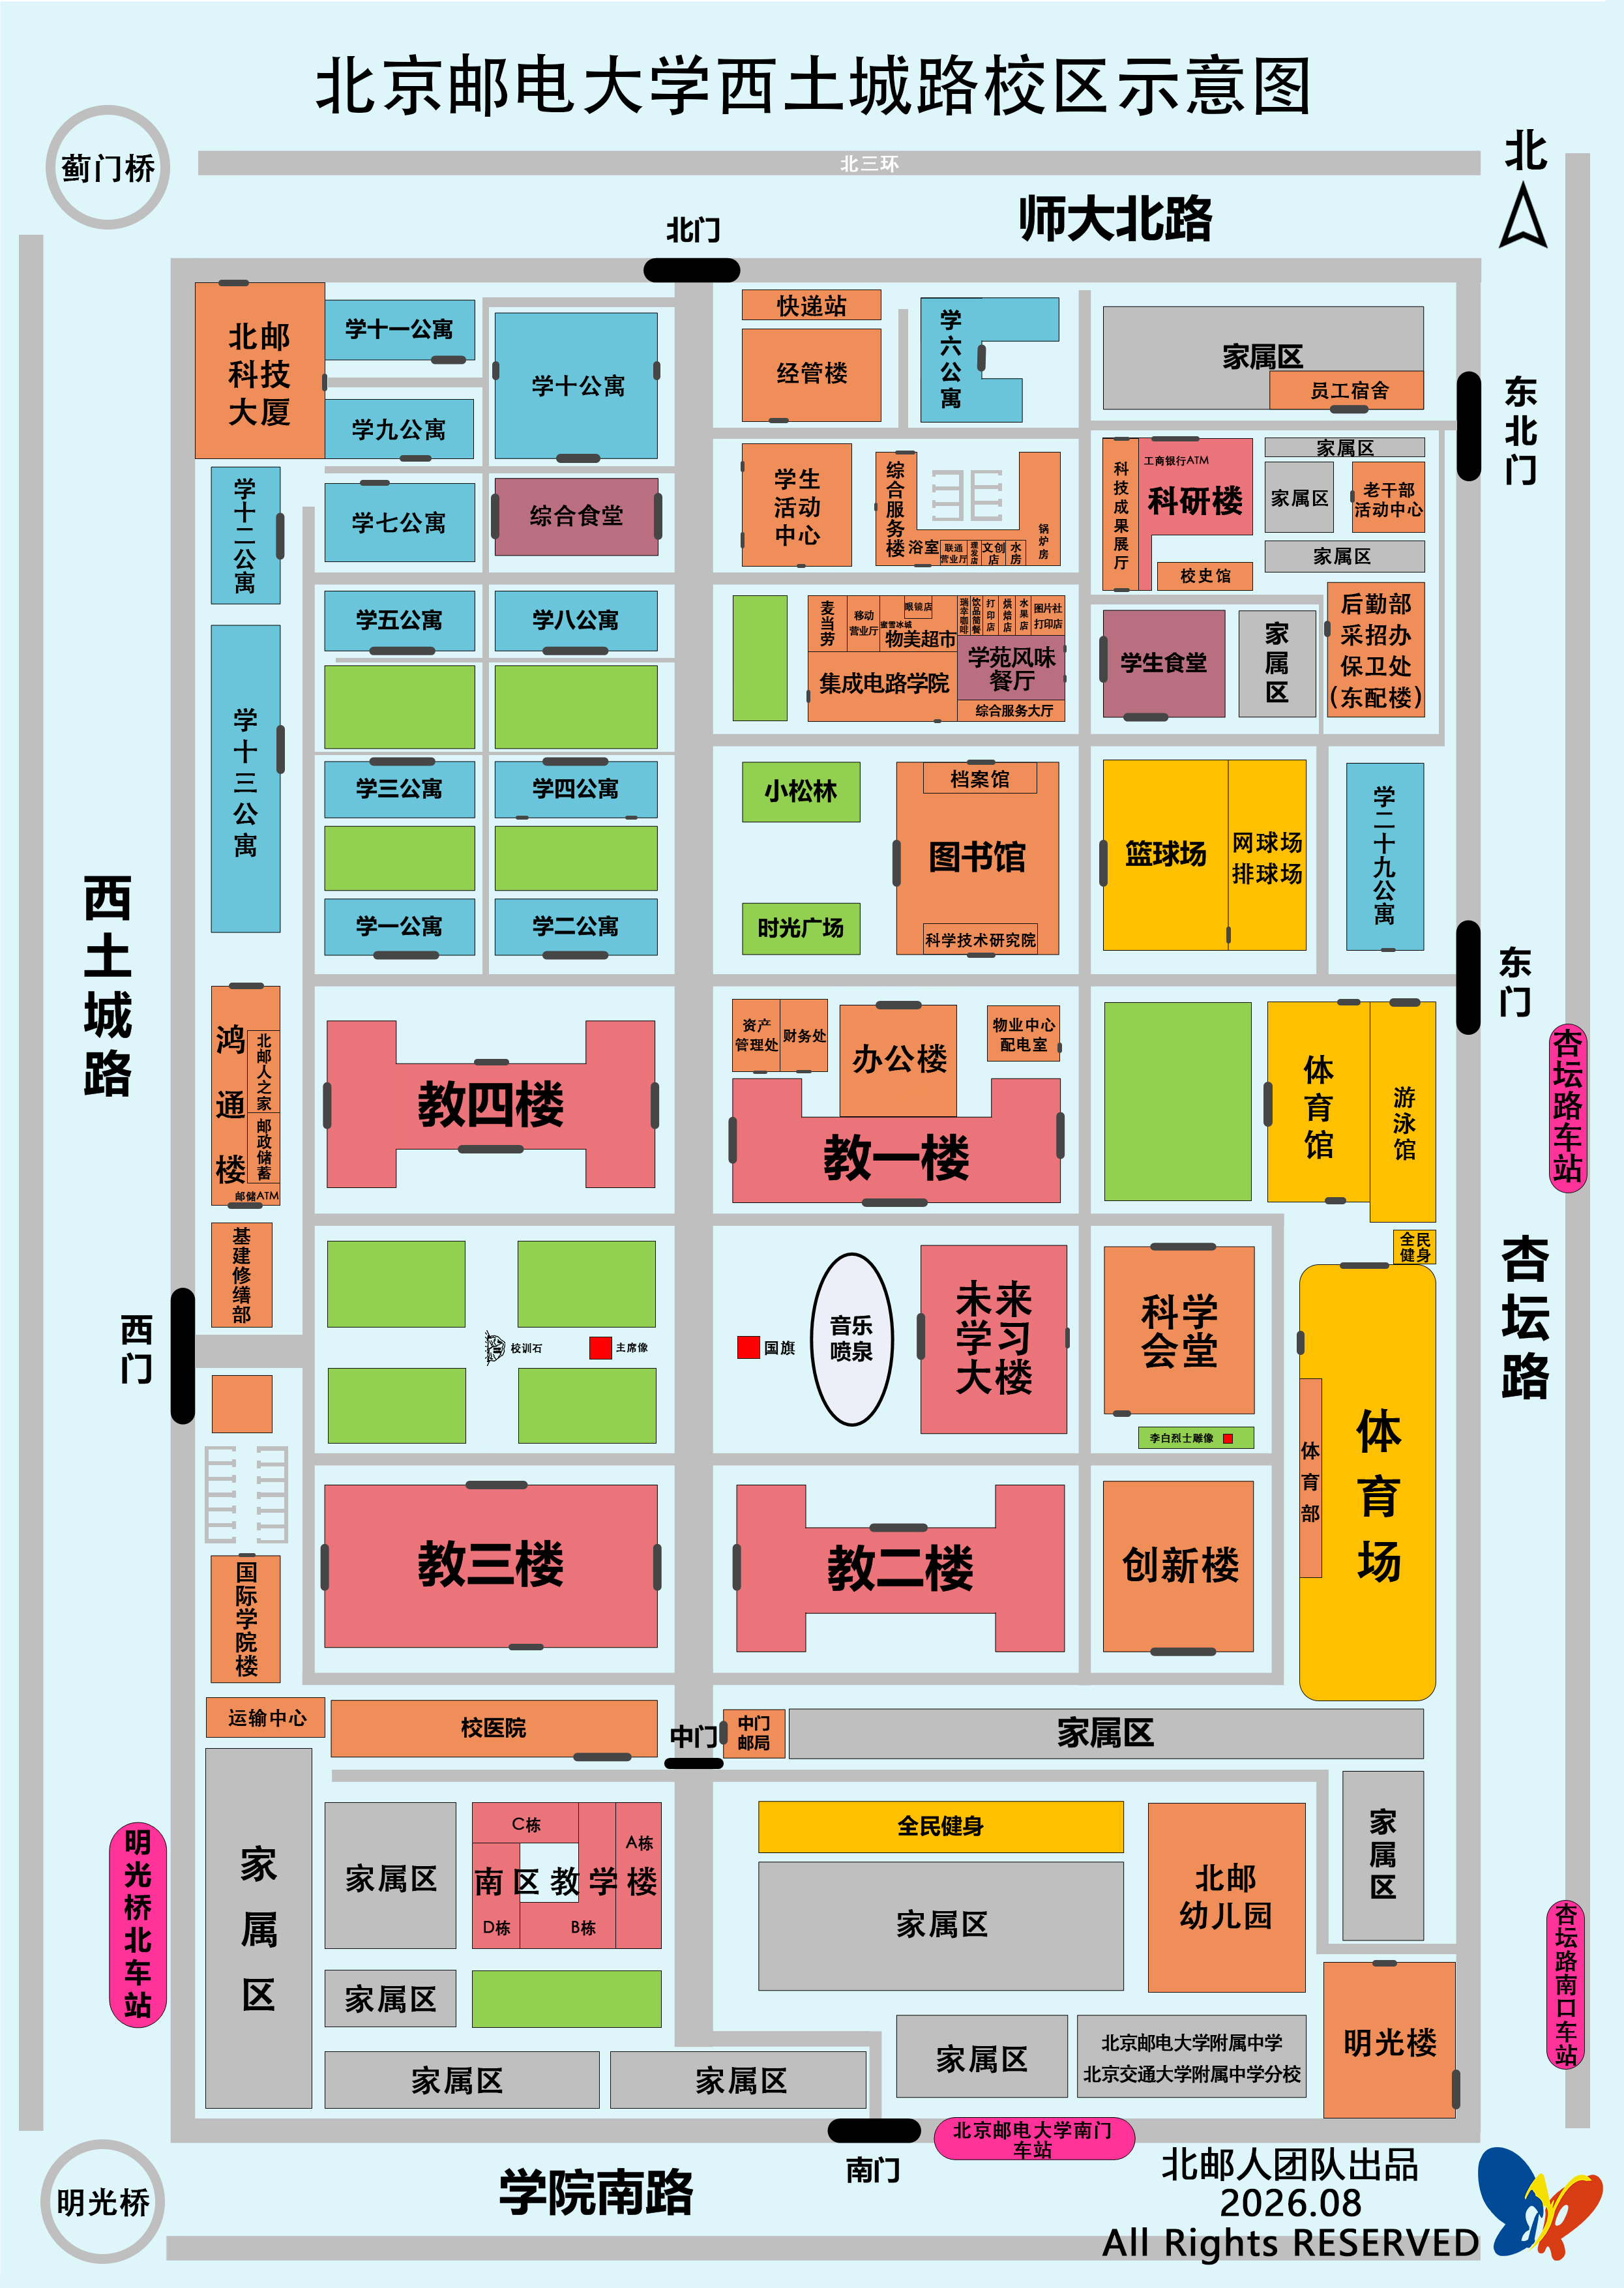 北京邮电大学西土城路校区示意图
蓟门桥
北三环
北
师大北路
北门
北邮
科技
大厦
学十一公寓
学十公寓
学九公寓
快递站
经管楼
学六公寓
家属区
员工宿舍
东北门
学十二公寓
学七公寓
综合食堂
学生
活动
中心
综合服务楼
浴室
联通
营业厅
理发店
文创
店
水房
锅炉房
科技成果展厅
工商银行ATM
科研楼
校史馆
家属区
家属区
老干部
活动中心
家属区
学五公寓
学八公寓
麦当劳
移动
营业厅
眼镜店
蜜雪冰城
物美超市
瑞幸咖啡
饮品简餐
打印店
烘焙店
水果店
图片社
打印店
集成电路学院
学苑风味
餐厅
综合服务大厅
学生食堂
家属区
后勤部
采招办
保卫处
(东配楼)
学十三公寓
学三公寓
学四公寓
小松林
档案馆
图书馆
科学技术研究院
时光广场
篮球场
网球场
排球场
学二十九公寓
学一公寓
学二公寓
西土城路
东门
鸿通楼
北邮人之家
邮政储蓄
邮储ATM
教四楼
资产
管理处
财务处
办公楼
物业中心
配电室
教一楼
体育馆
游泳馆
杏坛路车站
基建修缮部
全民
健身
西门
校训石
主席像
国旗
音乐
喷泉
未来
学习
大楼
科学
会堂
李白烈士雕像
杏坛路
体育场
体育部
教三楼
教二楼
创新楼
国际学院楼
运输中心
校医院
中门
中门
邮局
家属区
明光桥北车站
家属区
家属区
C栋
A栋
南区教学楼
D栋
B栋
全民健身
家属区
北邮
幼儿园
家属区
杏坛路南口车站
家属区
家属区
家属区
家属区
北京邮电大学附属中学
北京交通大学附属中学分校
明光楼
北京邮电大学南门
车站
南门
学院南路
明光桥
北邮人团队出品
2026.08
All Rights RESERVED